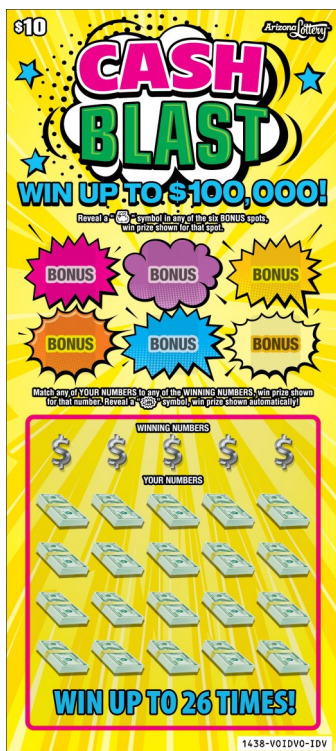 $10
Arizona Lottery
CASH
BLAST
WIN UP TO $100,000!
Reveal a " " symbol in any of the six BONUS spots,
win prize shown for that spot.
BONUS BONUS BONUS
BONUS BONUS BONUS
Match any of YOUR NUMBERS to any of the WINNING NUMBERS, win prize shown
for that number. Reveal a " " symbol, win prize shown automatically!
WINNING NUMBERS
$ $ $ $ $
YOUR NUMBERS
WIN UP TO 26 TIMES!
1438-VOIDVO-IDV